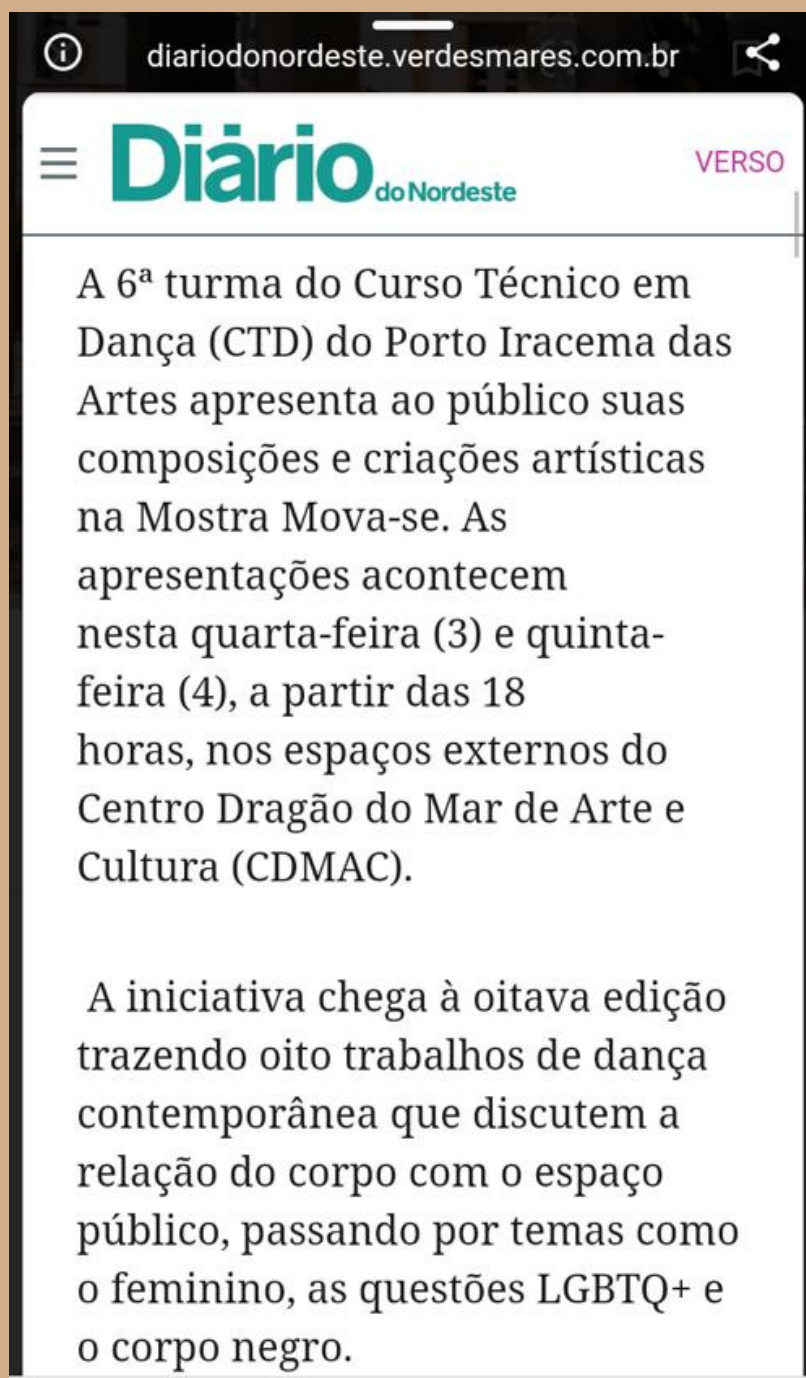 diariodonordeste.verdesmares.com.br
Diário do Nordeste
VERSO
A 6ª turma do Curso Técnico em
Dança (CTD) do Porto Iracema das
Artes apresenta ao público suas
composições e criações artísticas
na Mostra Mova-se. As
apresentações acontecem
nesta quarta-feira (3) e quinta-
feira (4), a partir das 18
horas, nos espaços externos do
Centro Dragão do Mar de Arte e
Cultura (CDMAC).
A iniciativa chega à oitava edição
trazendo oito trabalhos de dança
contemporânea que discutem a
relação do corpo com o espaço
público, passando por temas como
o feminino, as questões LGBTQ+ e
o corpo negro.